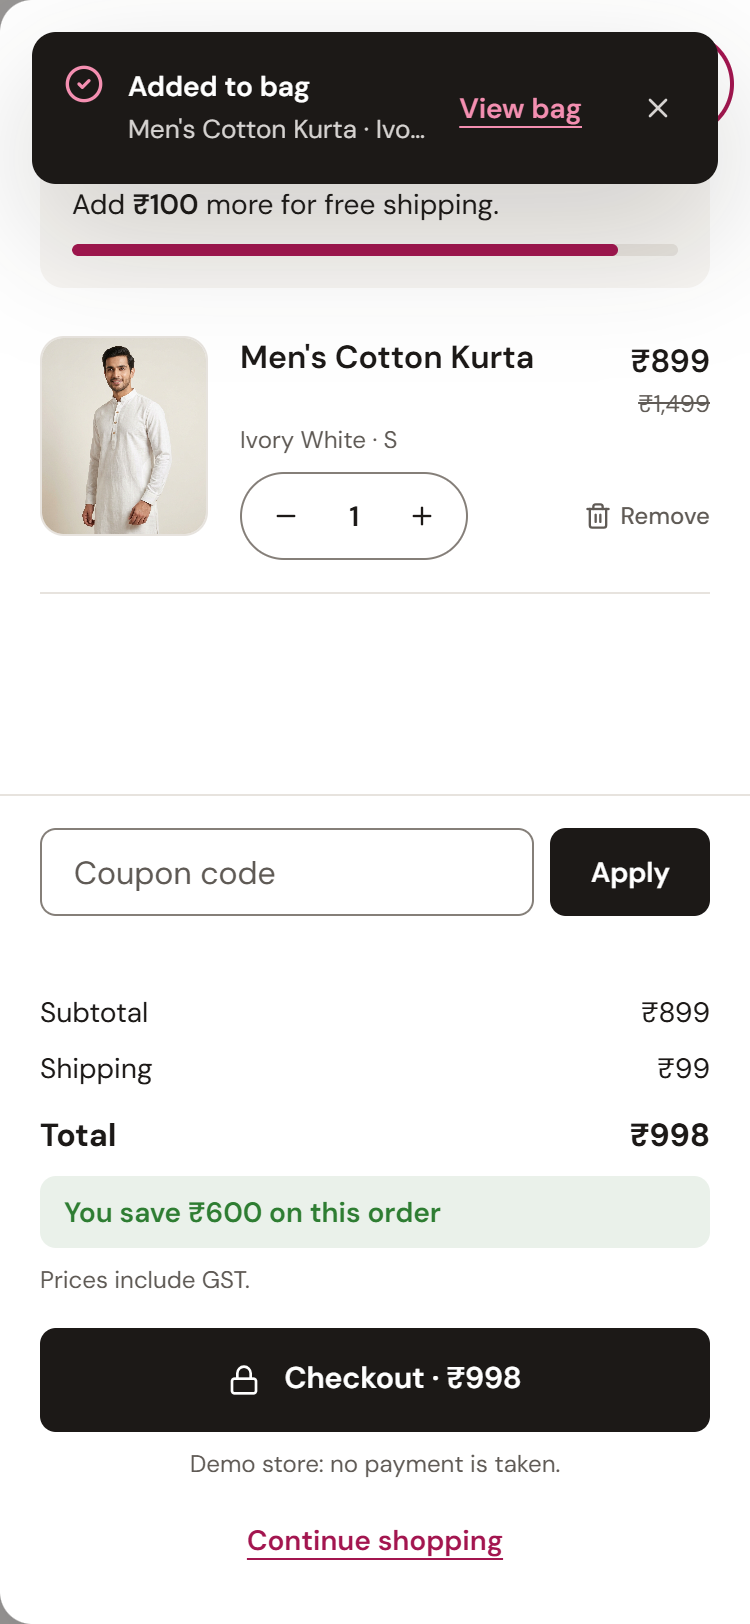 Added to bag
Men's Cotton Kurta · Ivo...
View bag
Add ₹100 more for free shipping.
Men's Cotton Kurta
₹899
₹1,499
Ivory White · S
1
Remove
Coupon code
Apply
Subtotal ₹899
Shipping ₹99
Total ₹998
You save ₹600 on this order
Prices include GST.
Checkout · ₹998
Demo store: no payment is taken.
Continue shopping